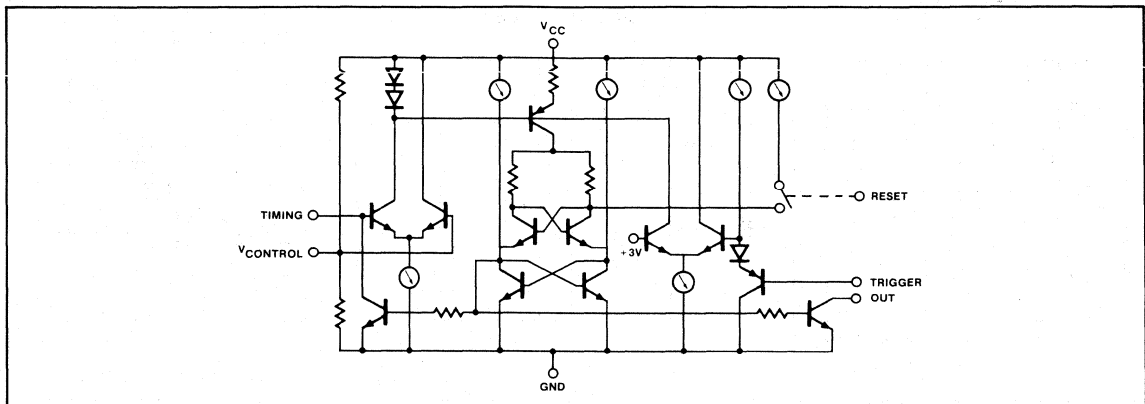 VCC
TIMING
VCONTROL
+3V
RESET
TRIGGER
OUT
GND